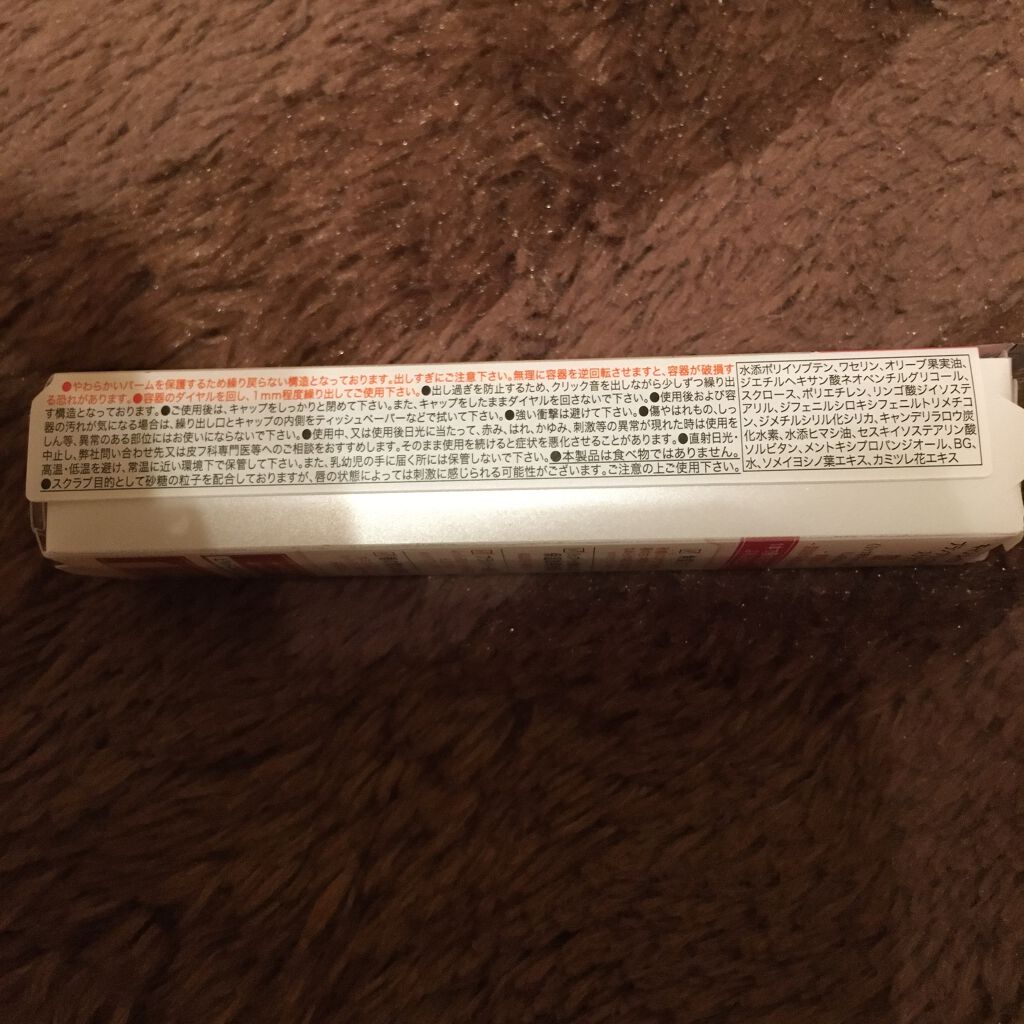 ●やわらかいバームを保護するため繰り戻らない構造となっております。出しすぎにご注意下さい。無理に容器を逆回転させますと、容器が破損す
る恐れがあります。●容器のダイヤルを回し、1mm程度繰り出してご使用下さい。●出し過ぎを防止するため、クリック音を出しながら少しずつ繰り出
す構造となっております。●ご使用後は、キャップをしっかりと閉めて下さい。また、キャップをしたままダイヤルを回さないで下さい。●使用後および容
器の汚れが気になる場合は、繰り出し口とキャップの内側をティッシュペーパーなどで拭いて下さい。●強い衝撃は避けて下さい。●傷やはれもの、しっ
しん等、異常のある部位にはお使いにならないで下さい。●使用中、又は使用後日光に当たって、赤み、はれ、かゆみ、刺激等の異常が現れた時は使用を
中止し、弊社問い合わせ先又は皮フ科専門医等へのご相談をおすすめします。そのまま使用を続けると症状を悪化させることがあります。●直射日光・
高温・低温を避け、常温に近い環境下で保管して下さい。また、乳幼児の手に届く所には保管しないで下さい。●本製品は食べ物ではありません。
●スクラブ目的として砂糖の粒子を配合しておりますが、唇の状態によっては刺激に感じられる可能性がございます。ご注意の上ご使用下さい。
水添ポリイソブテン、ワセリン、オリーブ果実油、
ジエチルヘキサン酸ネオペンチルグリコール、
スクロース、ポリエチレン、リンゴ酸ジイソステ
アリル、ジフェニルシロキシフェニルトリメチコ
ン、ジメチルシリル化シリカ、キャンデリラロウ炭
化水素、水添ヒマシ油、セスキイソステアリン酸
ソルビタン、メントキシプロパンジオール、BG、
水、ソメイヨシノ葉エキス、カミツレ花エキス